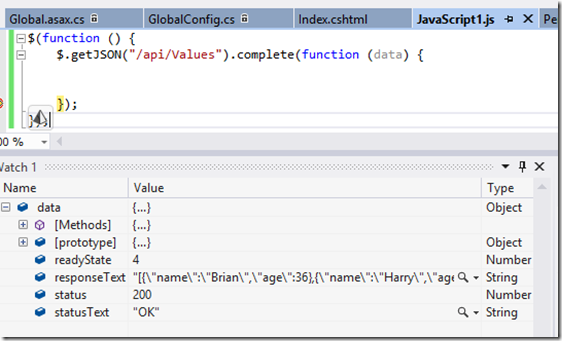 Global.asax.cs GlobalConfig.cs Index.cshtml JavaScript1.js Pe
$(function () {
$.getJSON("/api/Values").complete(function (data) {
});
}
00 %
Watch 1
Name Value Type
data {...} Object
[Methods] {...}
[prototype] {...} Object
readyState 4 Number
responseText "[{\"name\":\"Brian\",\"age\":36},{\"name\":\"Harry\",\"age String
status 200 Number
statusText "OK" String